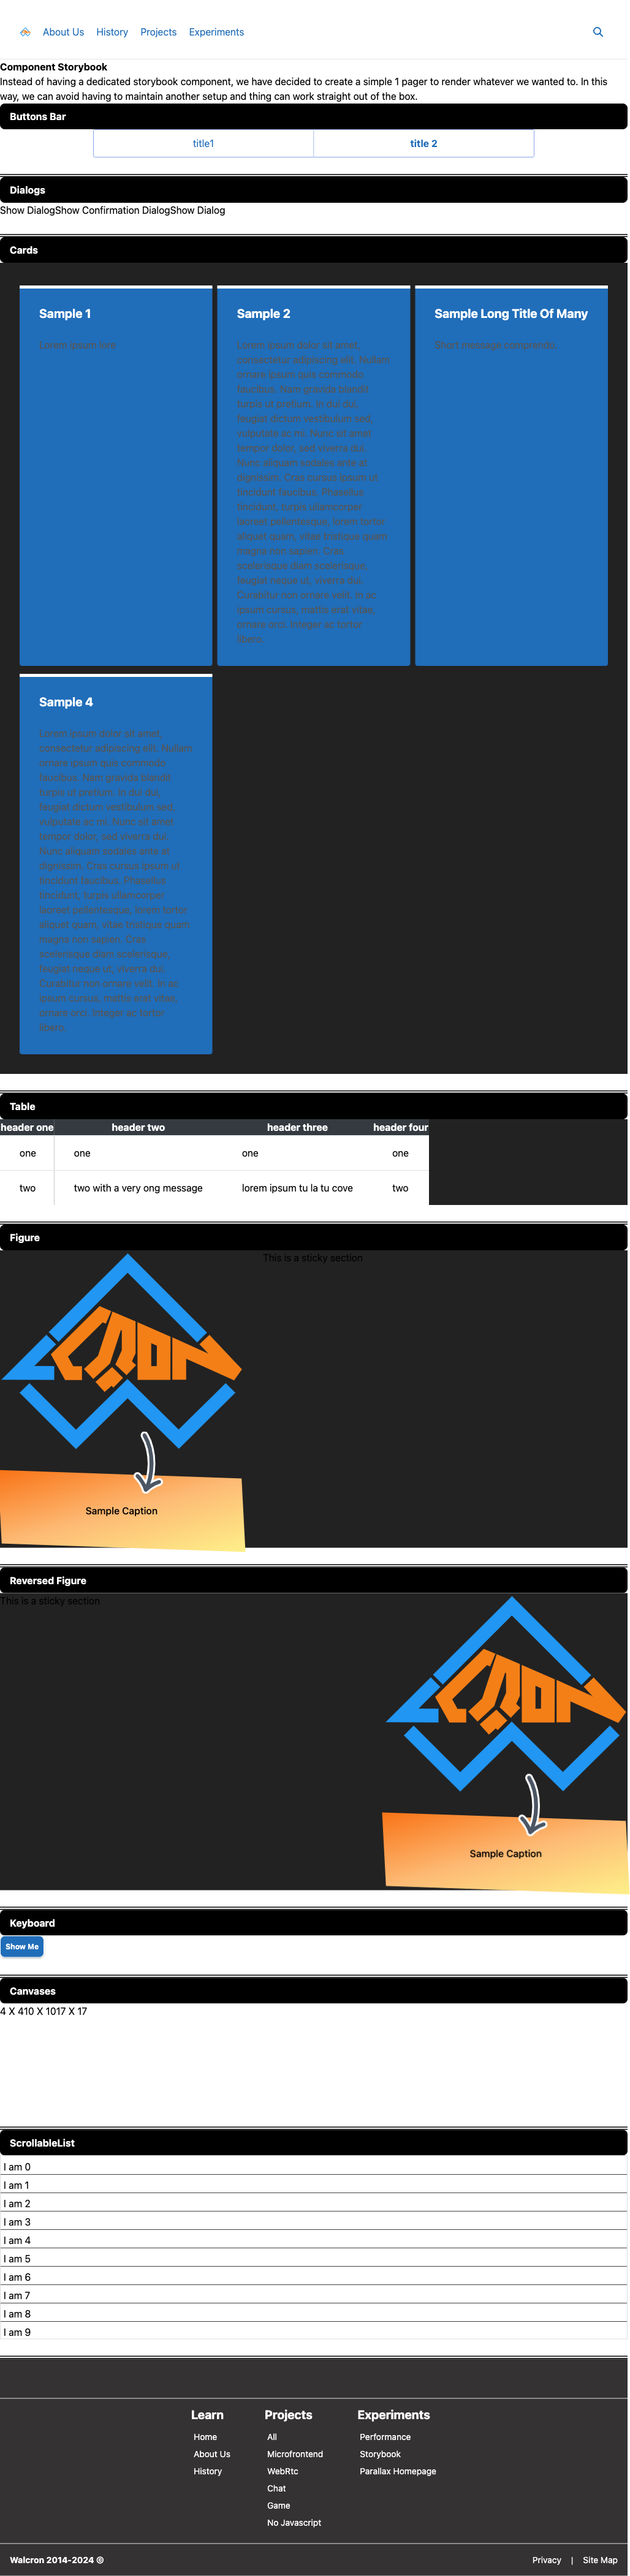 About Us History Projects Experiments
Component Storybook
Instead of having a dedicated storybook component, we have decided to create a simple 1 pager to render whatever we wanted to. In this
way, we can avoid having to maintain another setup and thing can work straight out of the box.
Buttons Bar
title1 title 2
Dialogs
Show DialogShow Confirmation DialogShow Dialog
Cards
Sample 1
Lorem ipsum
Sample 2
Lorem ipsum dolor sit amet,
consectetur adipiscing elit. Nullam
ornare ipsum quis commodo
faucibus. Nam gravida blandit
turpis ut pretium. In dui dui,
feugiat dictum vestibulum sed,
vulputate ac mi. Nunc sit amet
tempor dolor, sed viverra dui.
Nunc aliquam sodales ante at
dignissim. Cras cursus ipsum ut
tincidunt faucibus. Phasellus
tincidunt, turpis ullamcorper
laoreet pellentesque, lorem tortor
aliquet quam, vitae tristique quam
magna non sapien. Cras
scelerisque diam scelerisque,
feugiat neque ut, viverra dui.
Curabitur non ornare velit. In ac
ipsum cursus, mattis erat vitae,
ornare orci. Integer ac tortor
libero.
Sample Long Title Of Many
Short message comprende.
Sample 4
Lorem ipsum dolor sit amet,
consectetur adipiscing elit. Nullam
ornare ipsum quis commodo
faucibus. Nam gravida blandit
turpis ut pretium. In dui dui,
feugiat dictum vestibulum sed,
vulputate ac mi. Nunc sit amet
tempor dolor, sed viverra dui.
Nunc aliquam sodales ante at
dignissim. Cras cursus ipsum ut
tincidunt faucibus. Phasellus
tincidunt, turpis ullamcorper
laoreet pellentesque, lorem tortor
aliquet quam, vitae tristique quam
magna non sapien. Cras
scelerisque diam scelerisque,
feugiat neque ut, viverra dui.
Curabitur non ornare velit. In ac
ipsum cursus, mattis erat vitae,
ornare orci. Integer ac tortor
libero.
Table
header one header two header three header four
one one one one
two two with a very ong message lorem ipsum tu la tu cove two
Figure
This is a sticky section
Sample Caption
Reversed Figure
This is a sticky section
Sample Caption
Keyboard
Show Me
Canvases
4 X 410 X 1017 X 17
ScrollableList
I am 0
I am 1
I am 2
I am 3
I am 4
I am 5
I am 6
I am 7
I am 8
I am 9
Learn
Home
About Us
History
Projects
All
Microfrontend
WebRtc
Chat
Game
No Javascript
Experiments
Performance
Storybook
Parallax Homepage
Walcron 2014-2024 ©
Privacy | Site Map